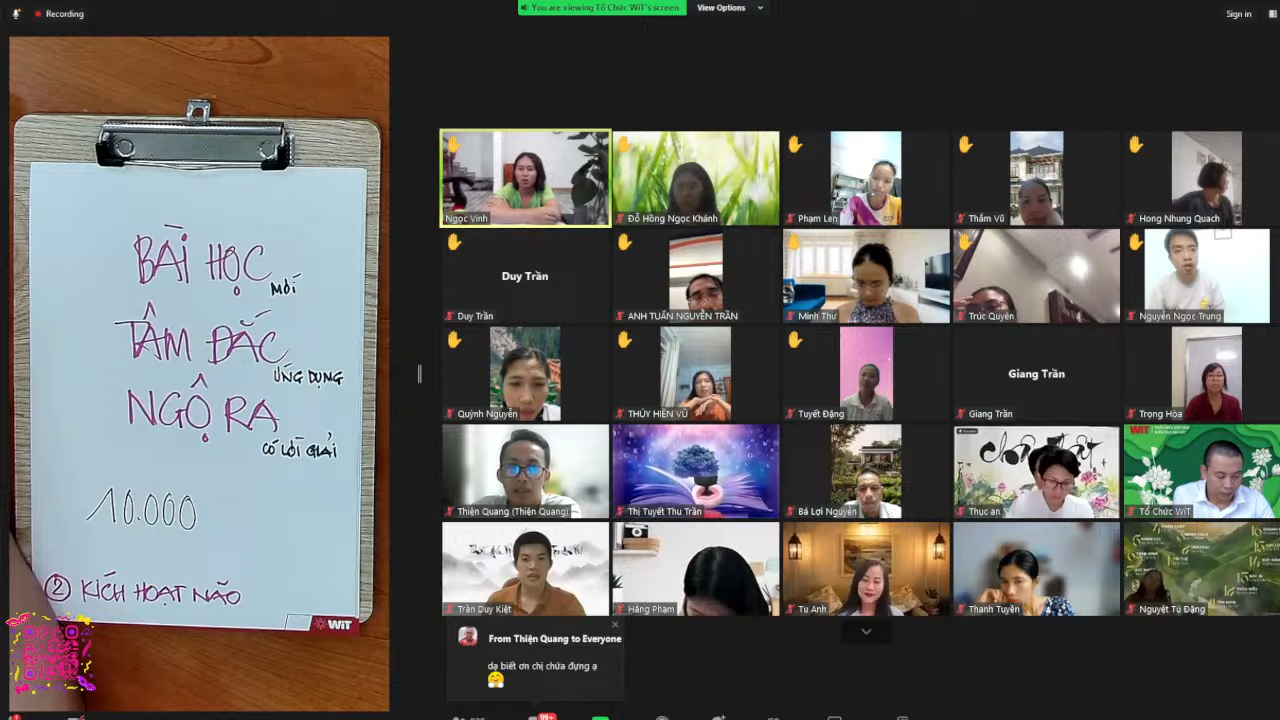 Recording
You are viewing Tổ Chức WiT's screen
View Options
Sign in
BÀI HỌC
MỚI
TÂM ĐẮC
ỨNG DỤNG
NGỘ RA
CÓ LỜI GIẢI
10.000
② KÍCH HOẠT NÃO
WiT
Ngọc Vinh
Đỗ Hồng Ngọc Khánh
Phạm Len
Thắm Vũ
Hong Nhung Quach
Duy Trần
Duy Trần
ANH TUẤN NGUYỄN TRẦN
Minh Thư
Trúc Quyên
Nguyễn Ngọc Trung
Quỳnh Nguyễn
THÚY HIỀN VŨ
Tuyết Đặng
Giang Trần
Giang Trần
Trọng Hòa
Thiện Quang (Thiện Quang)
Thị Tuyết Thu Trần
Bá Lợi Nguyễn
Thục an
WiT
Tổ Chức WiT
Trần Duy Kiệt
Hằng Phạm
Tu Anh
Thanh Tuyền
Nguyệt Tú Đặng
From Thiện Quang to Everyone
dạ biết ơn chị chứa đựng ạ
99+